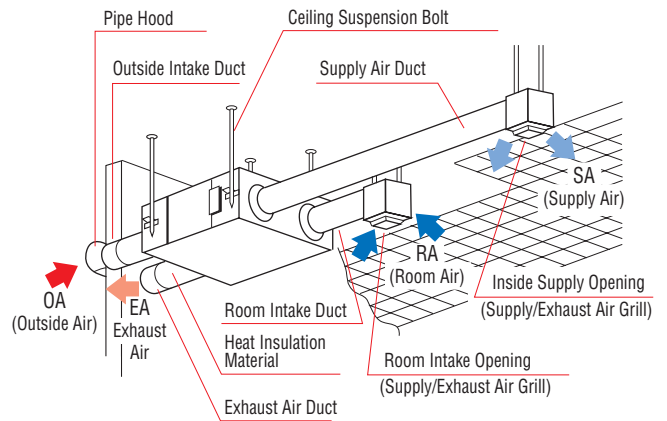 Pipe Hood
Ceiling Suspension Bolt
Outside Intake Duct
Supply Air Duct
SA
(Supply Air)
RA
(Room Air)
OA
(Outside Air)
EA
Exhaust
Air
Room Intake Duct
Inside Supply Opening
(Supply/Exhaust Air Grill)
Heat Insulation
Material
Room Intake Opening
(Supply/Exhaust Air Grill)
Exhaust Air Duct